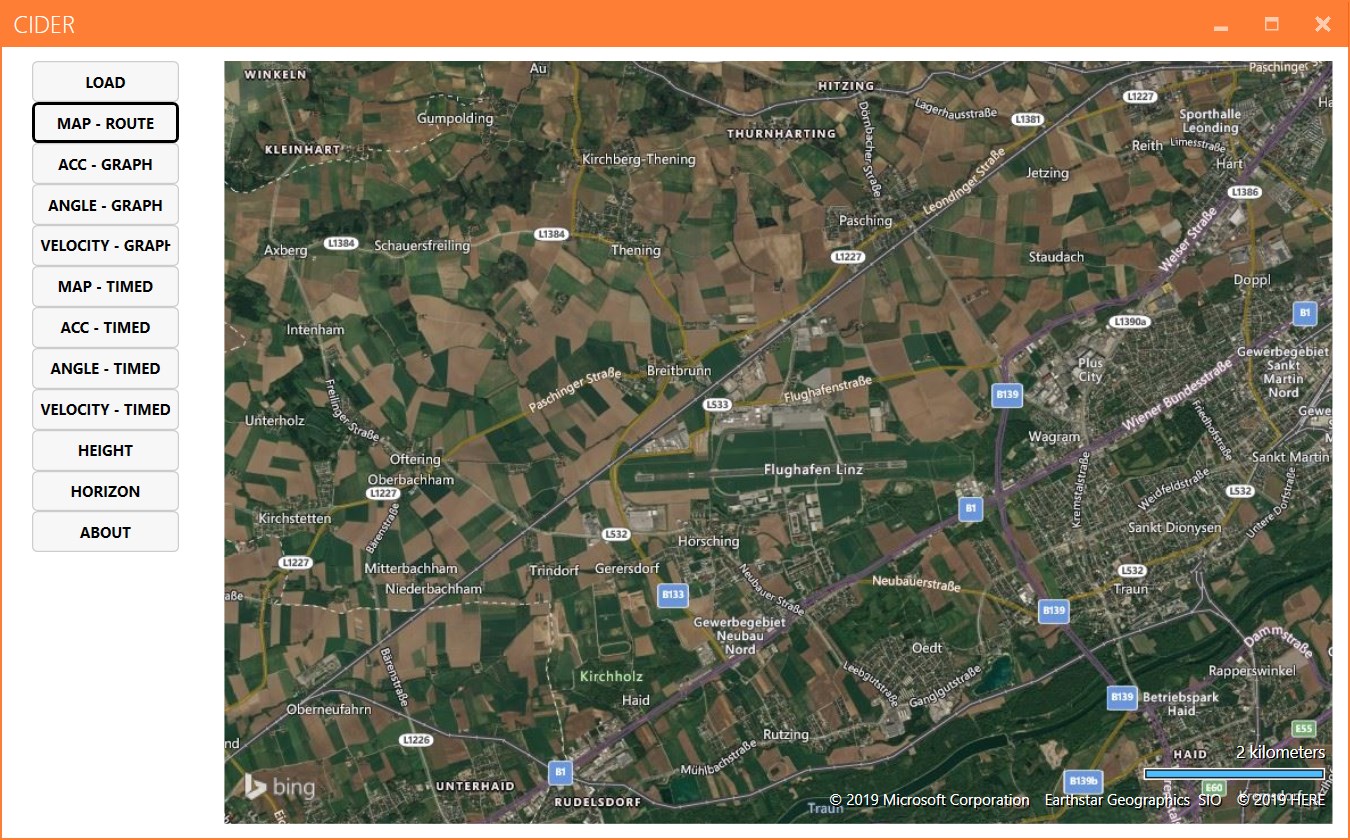 CIDER
LOAD
MAP - ROUTE
ACC - GRAPH
ANGLE - GRAPH
VELOCITY - GRAPH
MAP - TIMED
ACC - TIMED
ANGLE - TIMED
VELOCITY - TIMED
HEIGHT
HORIZON
ABOUT
WINKELN
Au
HITZING
Paschinger
L1227
Lagerhausstraße
Gumpolding
L1381
Sporthalle
Leonding
THURNHARTING
Dörnbacher Straße
KLEINHART
Kirchberg-Thening
Reith
Limesstraße
Hart
Jetzing
Leondinger Straße
L1386
Pasching
Welser Straße
L1384
L1384
Axberg
Schauersfreiling
Thening
L1227
Staudach
Doppl
B1
Intenham
L1390a
Gewerbegebiet
Sankt
Martin
Nord
Plus
City
Breitbrunn
Paschinger Straße
Flughafenstraße
L533
B139
Wiener Bundesstraße
Freilinger Straße
Unterholz
Friedhofstraße
Wagram
Oftering
Oberbachham
L1227
Flughafen Linz
Sankt Martin
Kremstalstraße
Weidfeldstraße
L532
Untere Dorfstraße
Kirchstetten
Bärenstraße
B1
Sankt Dionysen
L532
Hörsching
L1227
Mitterbachham
Trindorf
Gerersdorf
Niederbachham
Neubauer Straße
Neubauerstraße
L532
Traun
aße
B133
B139
Gewerbegebiet
Neubau
Nord
Dammstraße
Oedt
Bärenstraße
Kirchholz
Leebgutstraße
Ganglgutstraße
Rapperswinkel
Haid
B139
Betriebspark
Haid
Oberneufahrn
E55
L1226
Rutzing
nd
HAID
2 kilometers
Mühlbachstraße
B1
B139b
bing
UNTERHAID
E60
RUDELSDORF
Traun
© 2019 Microsoft Corporation Earthstar Geographics SIO © 2019 HERE